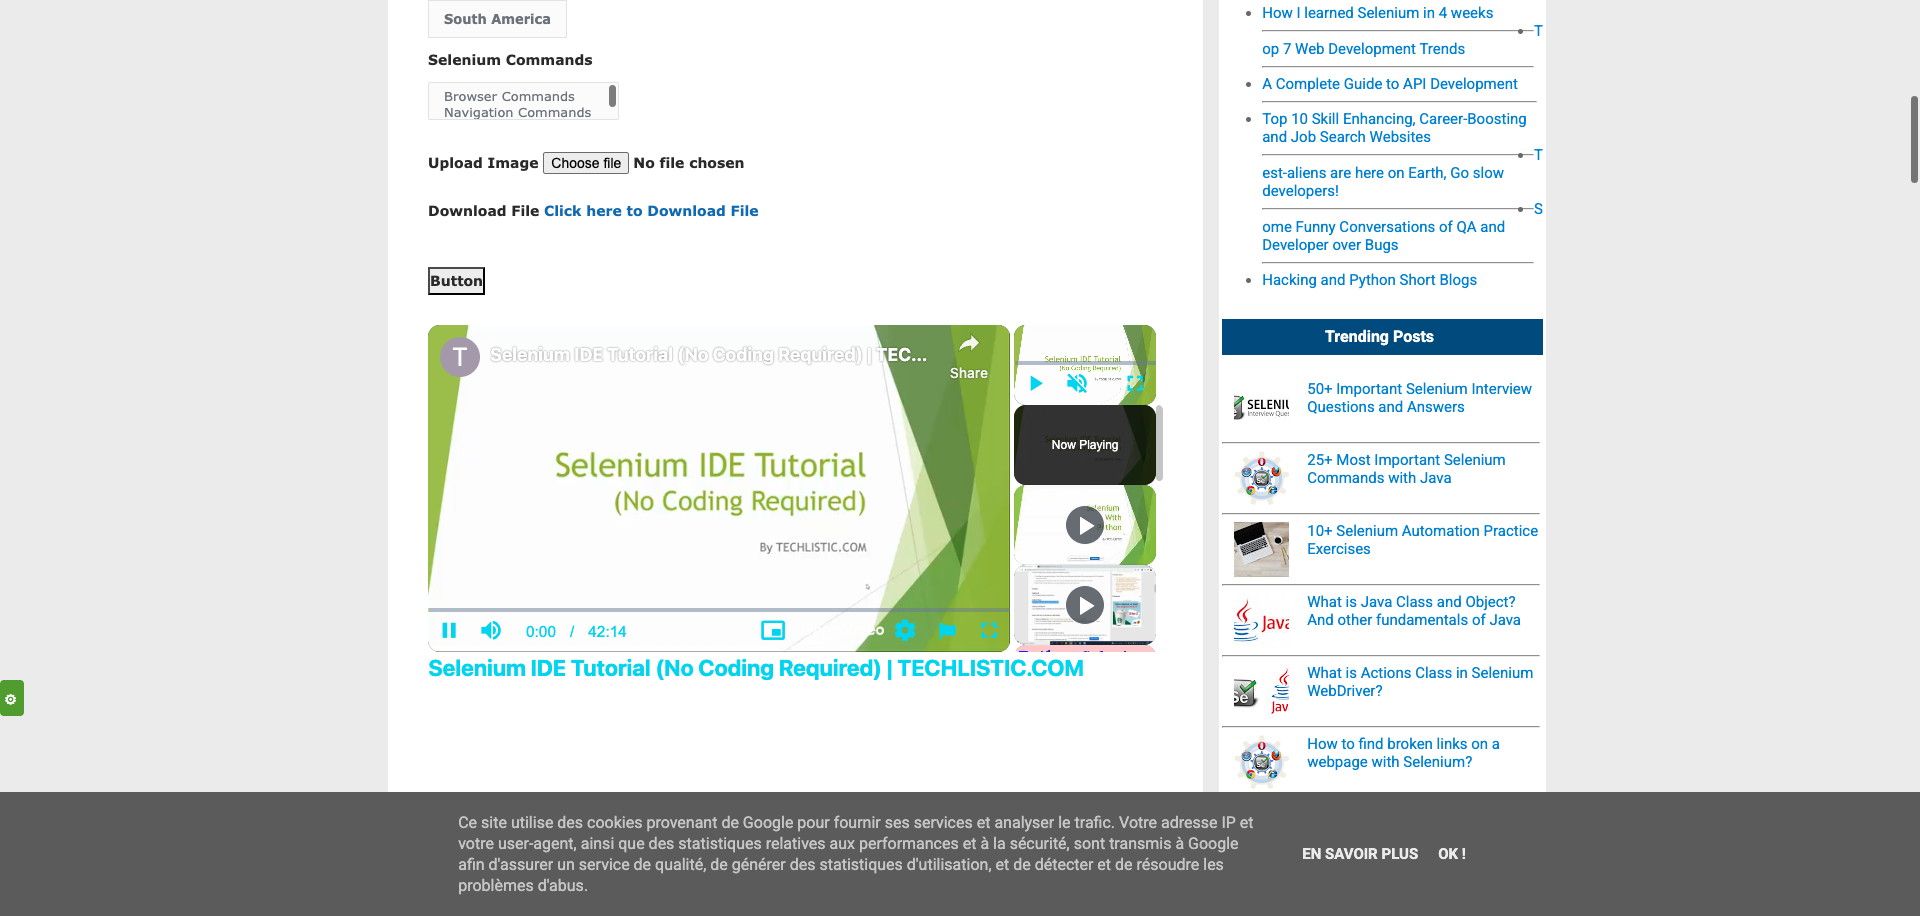 South America
Selenium Commands
Browser Commands
Navigation Commands
Upload Image Choose file No file chosen
Download File Click here to Download File
Button
T
Selenium IDE Tutorial (No Coding Required) | TEC...
Share
Selenium IDE Tutorial
(No Coding Required)
By TECHLISTIC.COM
0:00 / 42:14
Selenium IDE Tutorial
(No Coding Required)
Now Playing
Selenium
With
Selenium IDE Tutorial (No Coding Required) | TECHLISTIC.COM
How I learned Selenium in 4 weeks
T
op 7 Web Development Trends
A Complete Guide to API Development
Top 10 Skill Enhancing, Career-Boosting
and Job Search Websites
T
est-aliens are here on Earth, Go slow
developers!
S
ome Funny Conversations of QA and
Developer over Bugs
Hacking and Python Short Blogs
Trending Posts
50+ Important Selenium Interview
Questions and Answers
25+ Most Important Selenium
Commands with Java
10+ Selenium Automation Practice
Exercises
What is Java Class and Object?
And other fundamentals of Java
Java
What is Actions Class in Selenium
WebDriver?
Se
Jav
How to find broken links on a
webpage with Selenium?
Ce site utilise des cookies provenant de Google pour fournir ses services et analyser le trafic. Votre adresse IP et
votre user-agent, ainsi que des statistiques relatives aux performances et à la sécurité, sont transmis à Google
afin d'assurer un service de qualité, de générer des statistiques d'utilisation, et de détecter et de résoudre les
problèmes d'abus.
EN SAVOIR PLUS OK !